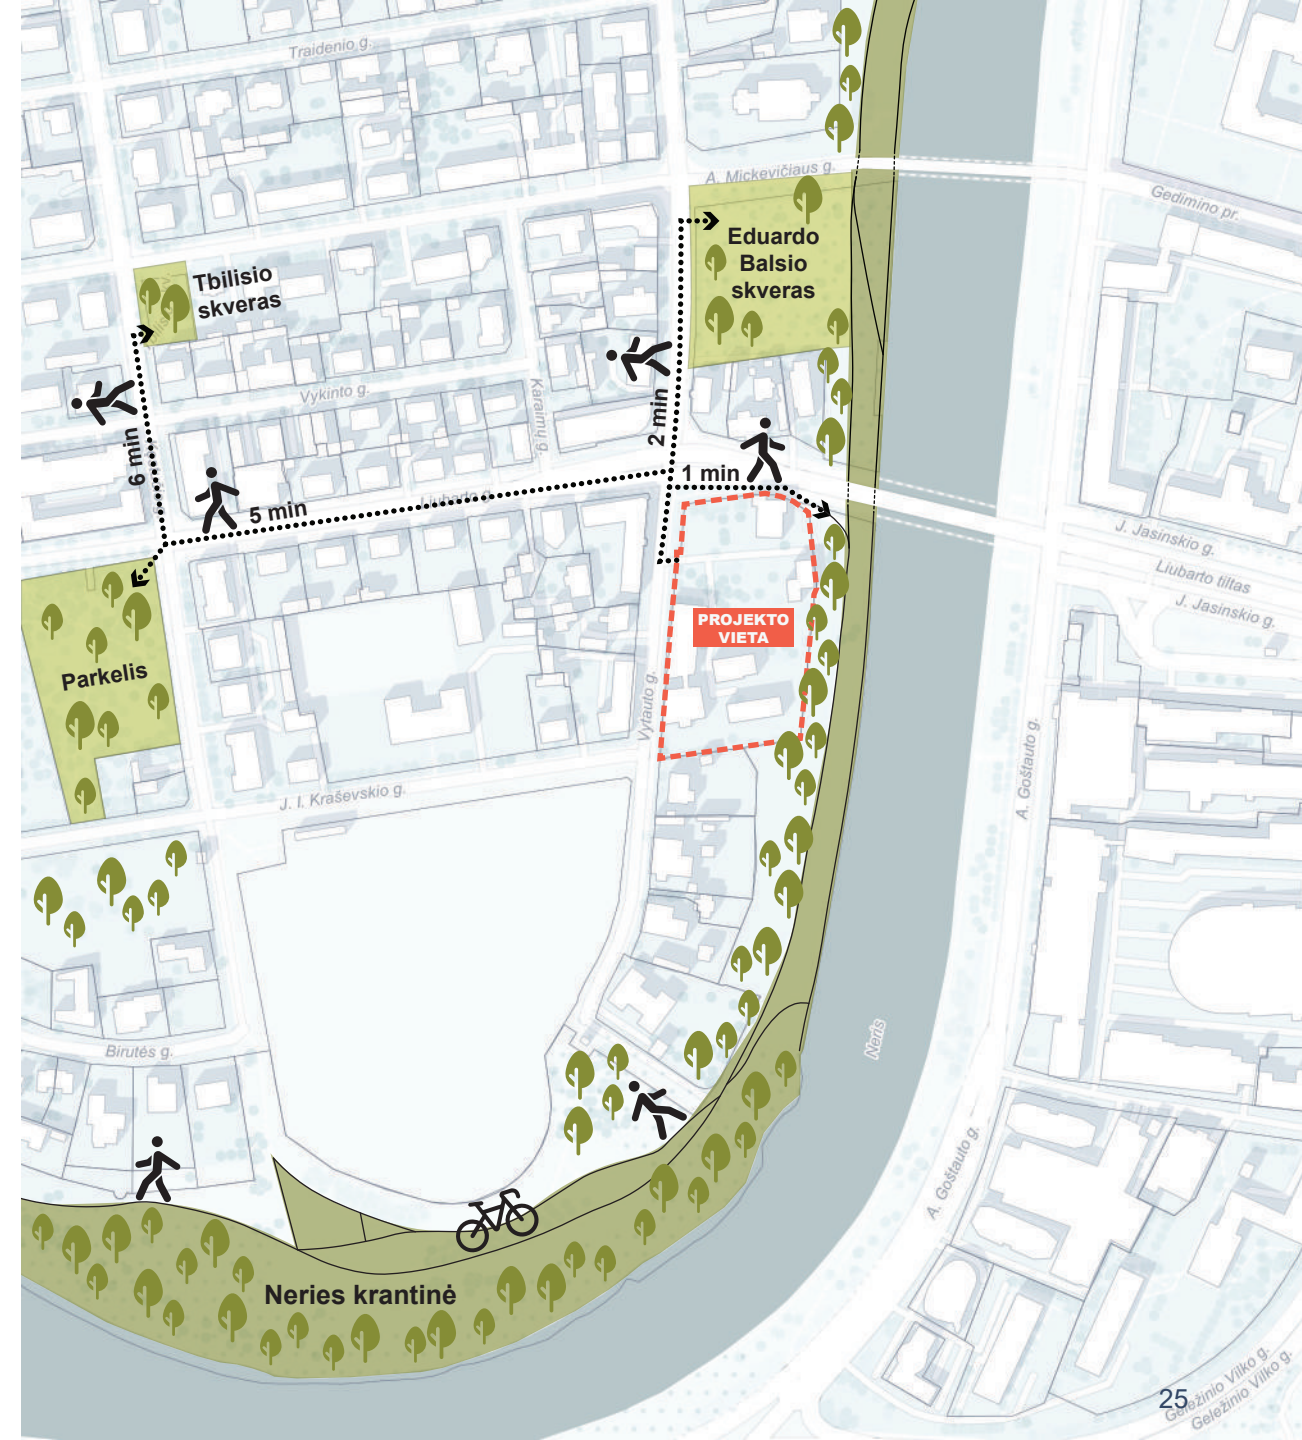 Traidenio g.
A. Mickevičiaus g.
Gedimino pr.
Eduardo
Balsio
skveras
Tbilisio
skveras
Vykinto g.
Karaimų g.
2 min
6 min
1 min
5 min
Liubarto g.
J. Jasinskio g.
Liubarto tiltas
J. Jasinskio g.
PROJEKTO
VIETA
Parkelis
Vytauto g.
A. Goštauto g.
J. I. Kraševskio g.
Neris
Birutės g.
A. Goštauto g.
Neries krantinė
Geležinio Vilko g.
Geležinio Vilko g.
25